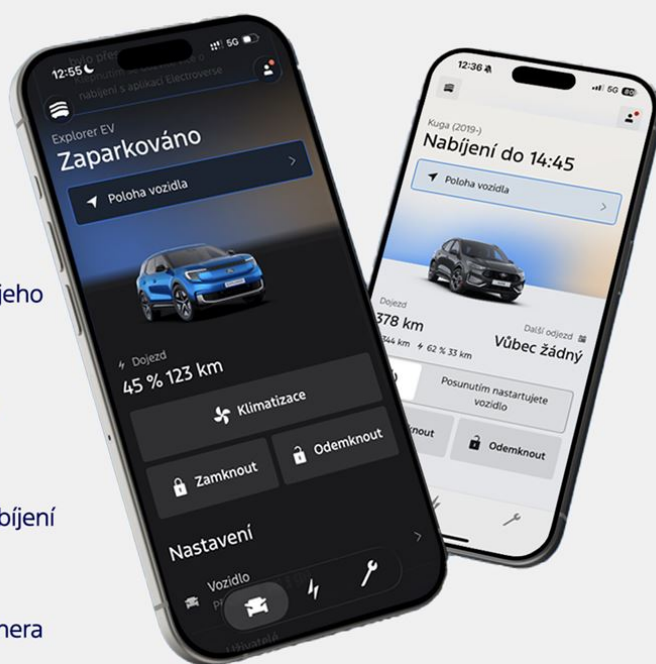 jeho
bíjení
nera
12:55
5G
nabíjení s aplikací Electroverse
Explorer EV
Zaparkováno
Poloha vozidla
Dojezd
45 % 123 km
Klimatizace
Zamknout
Odemknout
Nastavení
Vozidlo
Uživatelé
12:36
5G
Kuga (2019-)
Nabíjení do 14:45
Poloha vozidla
Dojezd
378 km
Další odjezd
Vůbec žádný
344 km 62 % 33 km
Posunutím nastartujete
vozidlo
knout
Odemknout